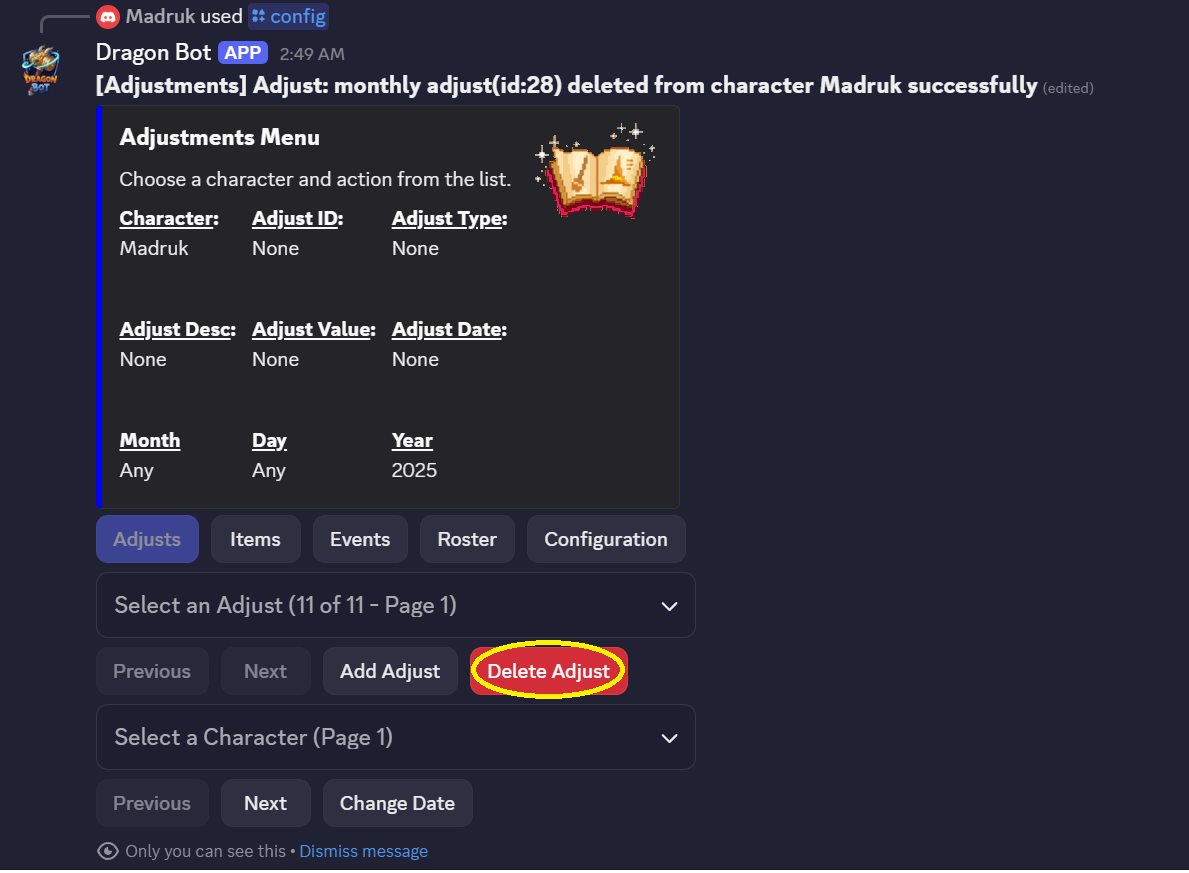 Madruk used config
Dragon Bot APP 2:49 AM
DRAGON
BOT
[Adjustments] Adjust: monthly adjust(id:28) deleted from character Madruk successfully (edited)
Adjustments Menu
Choose a character and action from the list.
Character: Adjust ID: Adjust Type:
Madruk None None
Adjust Desc: Adjust Value: Adjust Date:
None None None
Month Day Year
Any Any 2025
Adjusts Items Events Roster Configuration
Select an Adjust (11 of 11 - Page 1)
Previous Next Add Adjust Delete Adjust
Select a Character (Page 1)
Previous Next Change Date
Only you can see this • Dismiss message